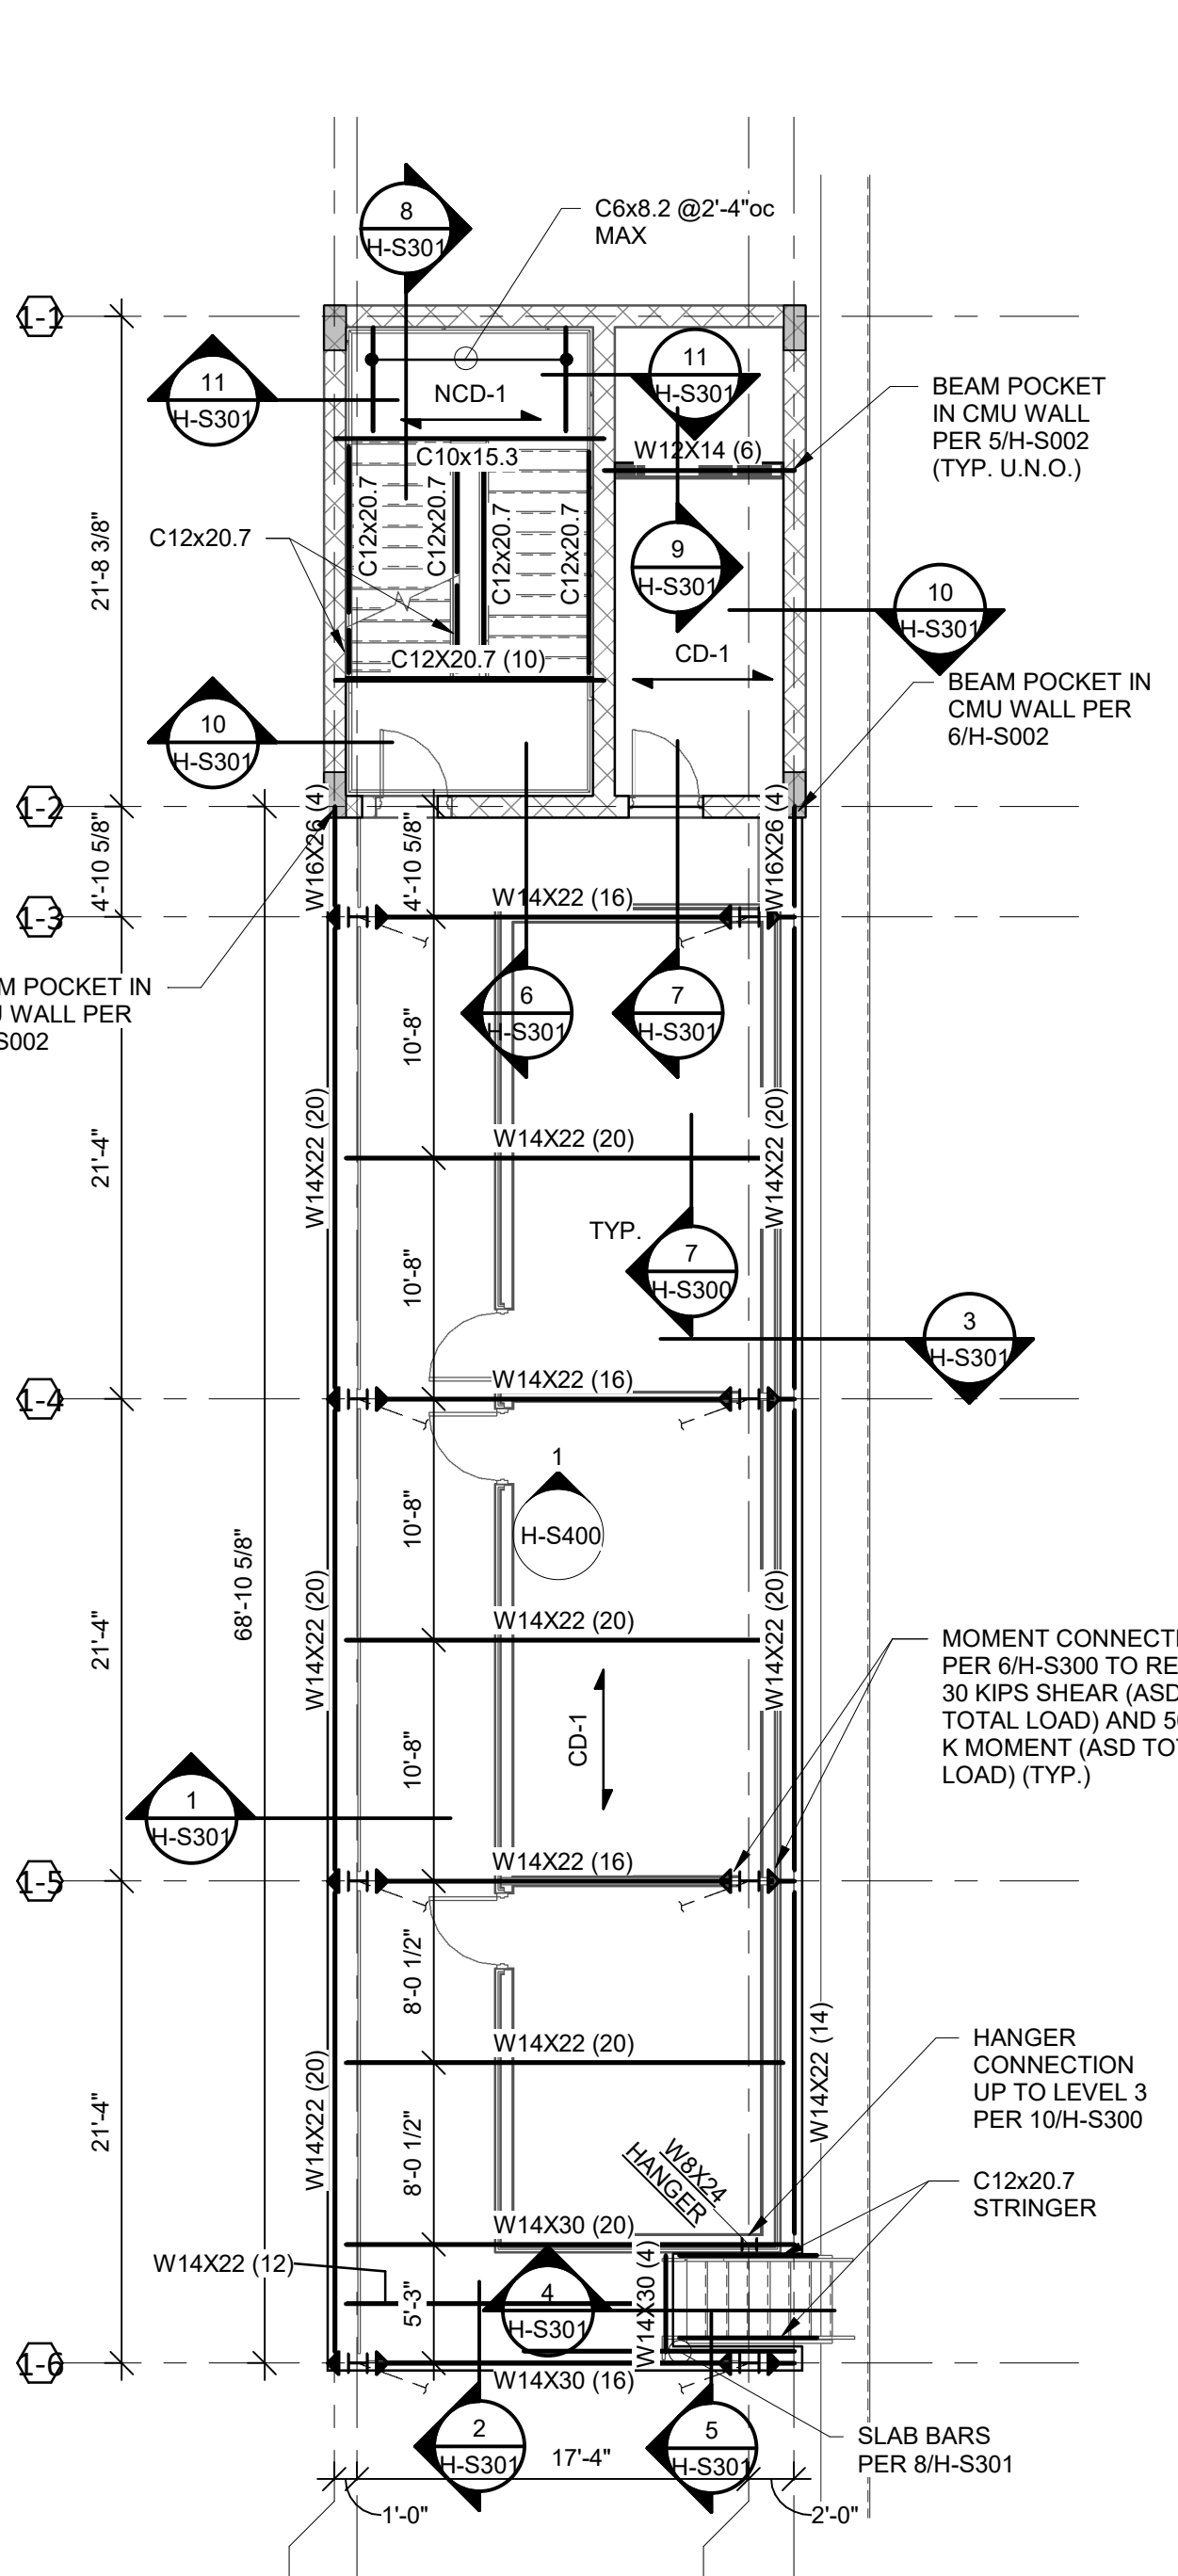 8
H-S301
C6x8.2 @2'-4"oc
MAX
1-1
11
H-S301
NCD-1
11
H-S301
BEAM POCKET
IN CMU WALL
PER 5/H-S002
(TYP. U.N.O.)
W12X14 (6)
C10x15.3
21'-8 3/8"
C12x20.7
C12x20.7
C12x20.7
C12x20.7
C12x20.7
9
H-S301
10
H-S301
CD-1
C12X20.7 (10)
BEAM POCKET IN
CMU WALL PER
6/H-S002
10
H-S301
1-2
W16X26 (4)
W16X26 (4)
4'-10 5/8"
4'-10 5/8"
W14X22 (16)
1-3
M POCKET IN
WALL PER
S002
6
H-S301
7
H-S301
10'-8"
W14X22 (20)
W14X22 (20)
W14X22 (20)
21'-4"
TYP.
7
H-S300
10'-8"
3
H-S301
1-4
W14X22 (16)
1
H-S400
10'-8"
68'-10 5/8"
W14X22 (20)
W14X22 (20)
W14X22 (20)
21'-4"
MOMENT CONNECTI
PER 6/H-S300 TO RE
30 KIPS SHEAR (ASD
TOTAL LOAD) AND 5
K MOMENT (ASD TOT
LOAD) (TYP.)
CD-1
10'-8"
1
H-S301
1-5
W14X22 (16)
8'-0 1/2"
W14X22 (20)
W14X22 (20)
W14X22 (14)
21'-4"
HANGER
CONNECTION
UP TO LEVEL 3
PER 10/H-S300
8'-0 1/2"
W8X24
HANGER
C12x20.7
STRINGER
W14X30 (20)
W14X22 (12)
5'-3"
4
H-S301
W14X30 (4)
1-6
W14X30 (16)
2
H-S301
5
H-S301
SLAB BARS
PER 8/H-S301
17'-4"
1'-0"
2'-0"